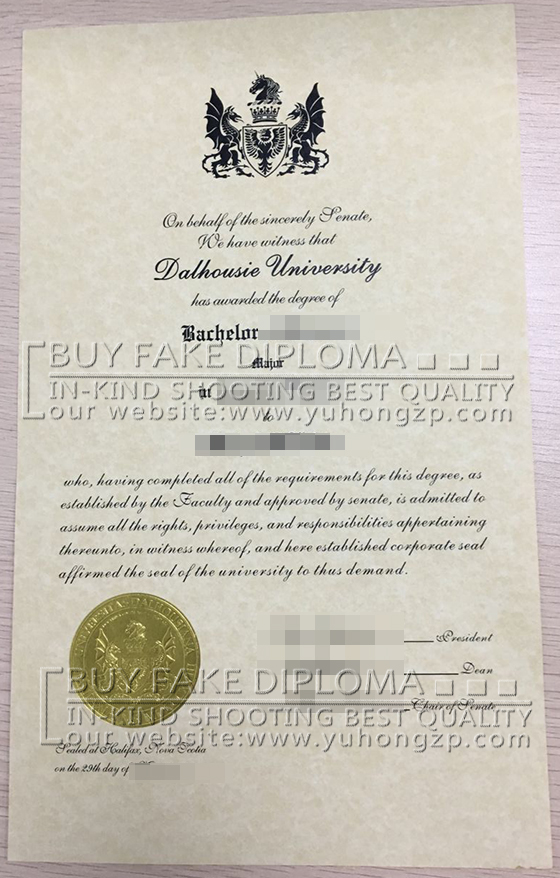 On behalf of the sincerely Senate,
We have witness that
Dalhousie University
has awarded the degree of
Bachelor
Major
BUY FAKE DIPLOMA
in
IN-KIND SHOOTING BEST QUALITY
to
our website:www.yuhongzp.com
who, having completed all of the requirements for this degree, as
established by the Faculty and approved by senate, is admitted to
assume all the rights, privileges, and responsibilities appertaining
thereunto, in witness whereof, and here established corporate seal
affirmed the seal of the university to thus demand.
President
Dean
BUY FAKE DIPLOMA
Chair of Senate
IN-KIND SHOOTING BEST QUALITY
our website:www.yuhongzp.com
Sealed at Halifax, Nova Scotia
on the 29th day of